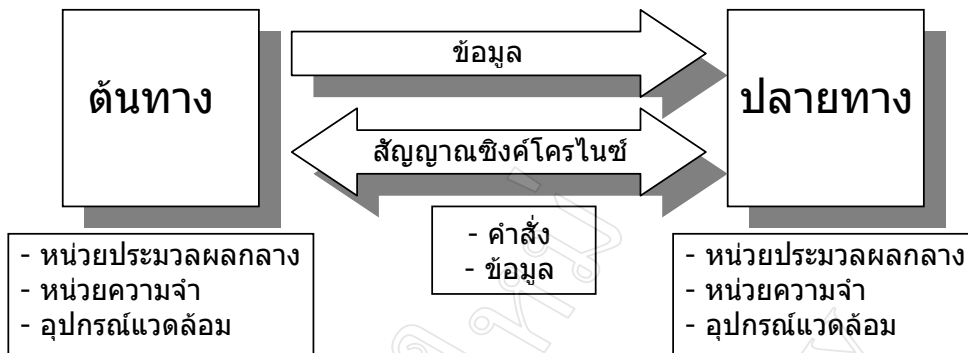 ข้อมูล
ต้นทาง
ปลายทาง
สัญญาณซิงค์โครไนซ์
- คำสั่ง
- ข้อมูล
- หน่วยประมวลผลกลาง
- หน่วยความจำ
- อุปกรณ์แวดล้อม
- หน่วยประมวลผลกลาง
- หน่วยความจำ
- อุปกรณ์แวดล้อม